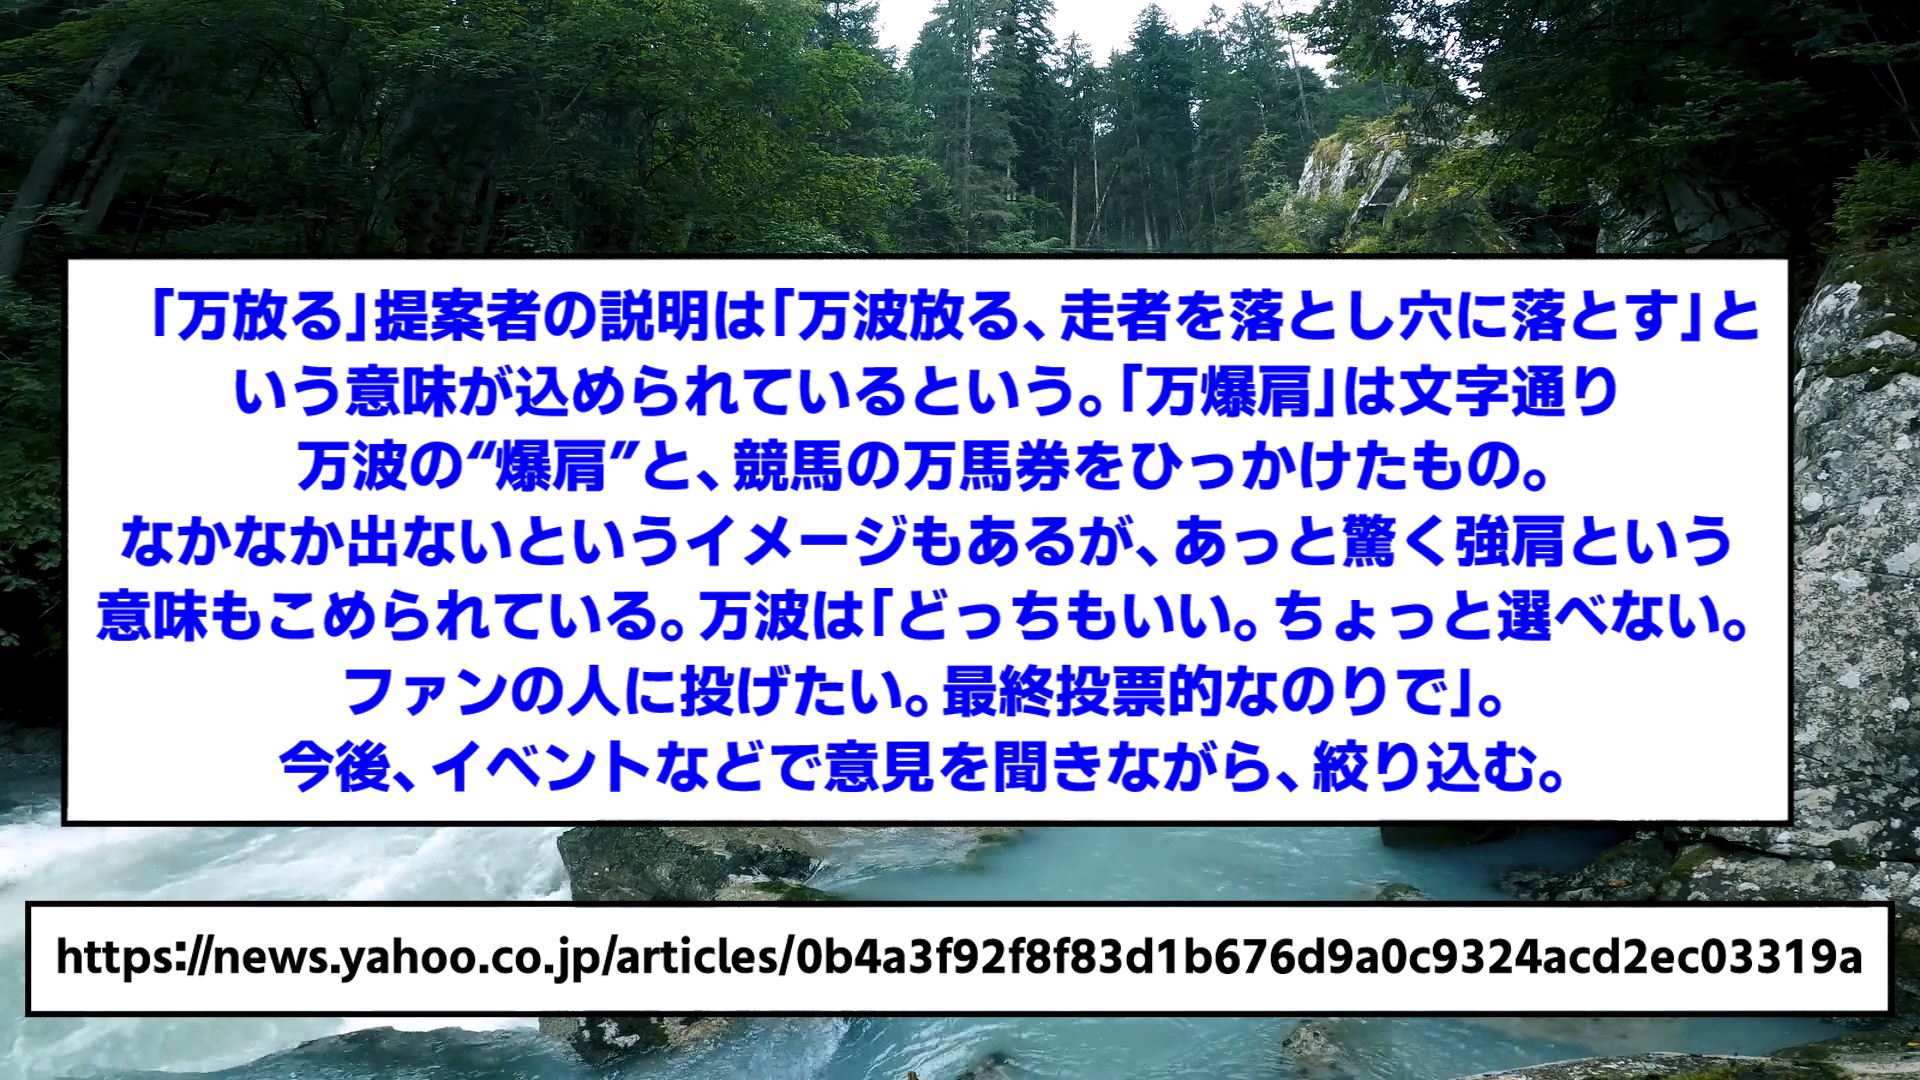 「万放る」提案者の説明は「万波放る、走者を落とし穴に落とす」と
いう意味が込められているという。「万爆肩」は文字通り
万波の“爆肩”と、競馬の万馬券をひっかけたもの。
なかなか出ないというイメージもあるが、あっと驚く強肩という
意味もこめられている。万波は「どっちもいい。ちょっと選べない。
ファンの人に投げたい。最終投票的なのりで」。
今後、イベントなどで意見を聞きながら、絞り込む。
https://news.yahoo.co.jp/articles/0b4a3f92f8f83d1b676d9a0c9324acd2ec03319a